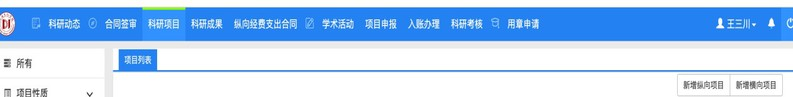 科研动态 合同签审 科研项目 科研成果 纵向经费支出合同 学术活动 项目申报 入账办理 科研考核 用章申请 王三川
所有 项目列表
新增纵向项目 新增横向项目
项目性质